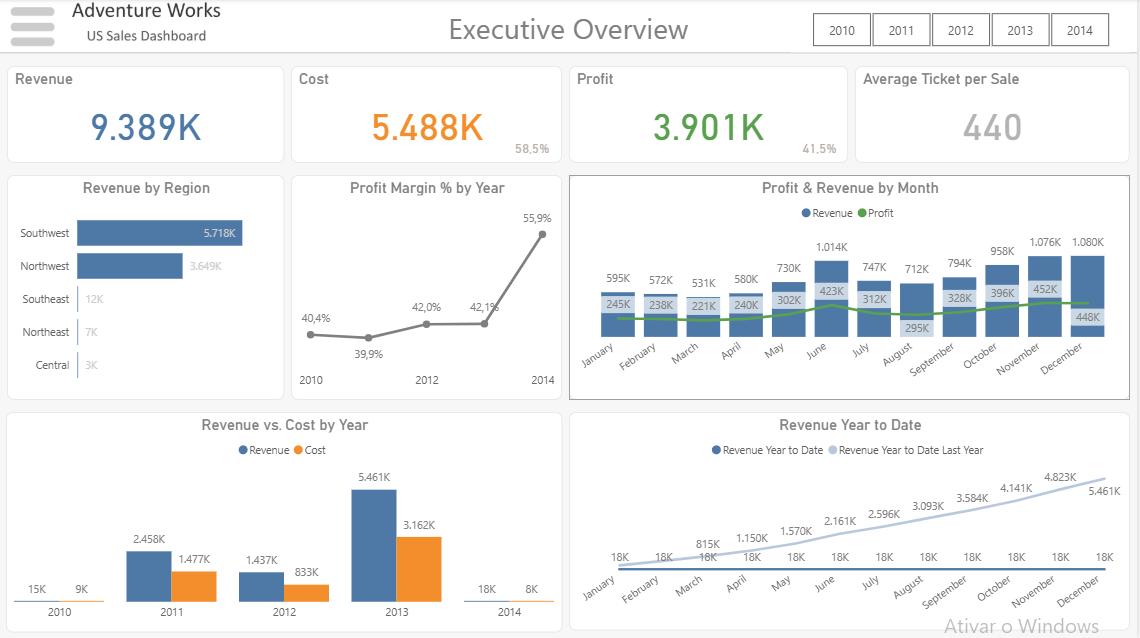 Adventure Works
US Sales Dashboard
Executive Overview
2010 2011 2012 2013 2014
Revenue
9.389K
Cost
5.488K
58,5%
Profit
3.901K
41,5%
Average Ticket per Sale
440
Revenue by Region
Southwest 5.718K
Northwest 3.649K
Southeast 12K
Northeast 7K
Central 3K
Profit Margin % by Year
55,9%
42,0% 42,1%
40,4%
39,9%
2010 2012 2014
Profit & Revenue by Month
Revenue Profit
595K 572K 531K 580K 730K 1.014K 747K 712K 794K 958K 1.076K 1.080K
245K 238K 221K 240K 302K 423K 312K 295K 328K 396K 452K 448K
January February March April May June July August September October November December
Revenue vs. Cost by Year
Revenue Cost
15K 9K 2.458K 1.477K 1.437K 833K 5.461K 3.162K 18K 8K
2010 2011 2012 2013 2014
Revenue Year to Date
Revenue Year to Date Revenue Year to Date Last Year
815K 1.150K 1.570K 2.161K 2.596K 3.093K 3.584K 4.141K 4.823K 5.461K
18K 18K 18K 18K 18K 18K 18K 18K 18K 18K 18K 18K
January February March April May June July August September October November December
Ativar o Windows